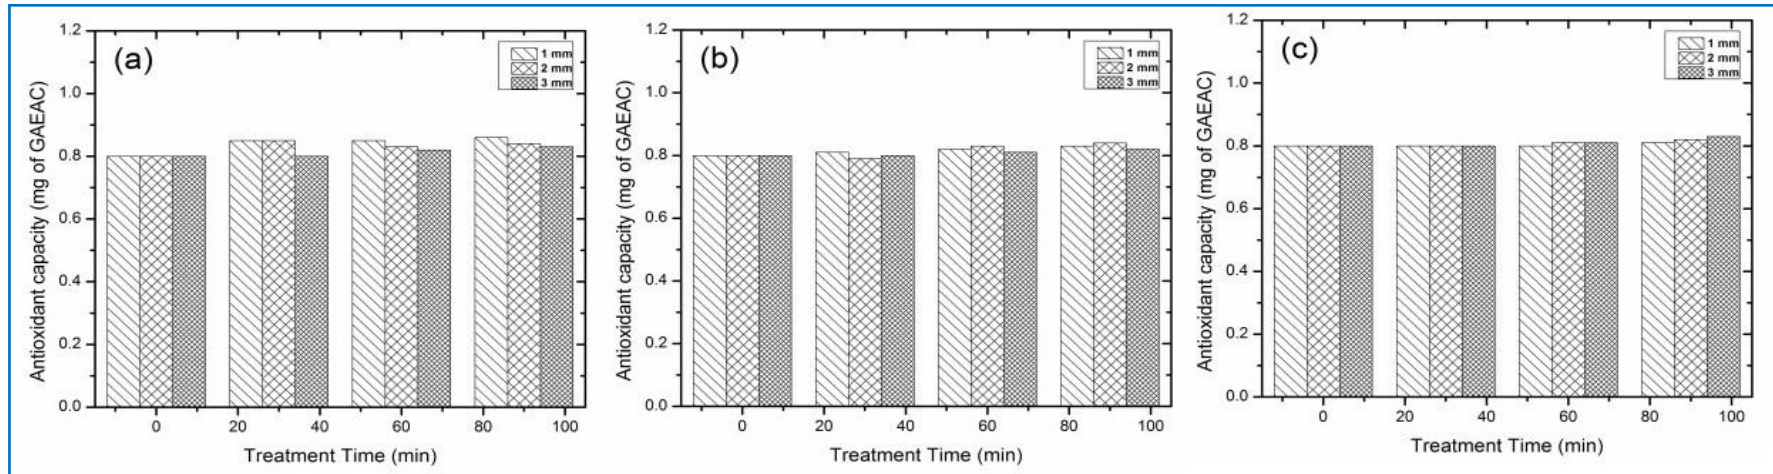 (a)
1 mm
2 mm
3 mm
1.2
1.0
0.8
0.6
0.4
0.2
0.0
Antioxidant capacity (mg of GAEAC)
0 20 40 60 80 100
Treatment Time (min)
(b)
1 mm
2 mm
3 mm
1.2
1.0
0.8
0.6
0.4
0.2
0.0
Antioxidant capacity (mg of GAEAC)
0 20 40 60 80 100
Treatment Time (min)
(c)
1 mm
2 mm
3 mm
1.2
1.0
0.8
0.6
0.4
0.2
0.0
Antioxidant capacity (mg of GAEAC)
0 20 40 60 80 100
Treatment Time (min)